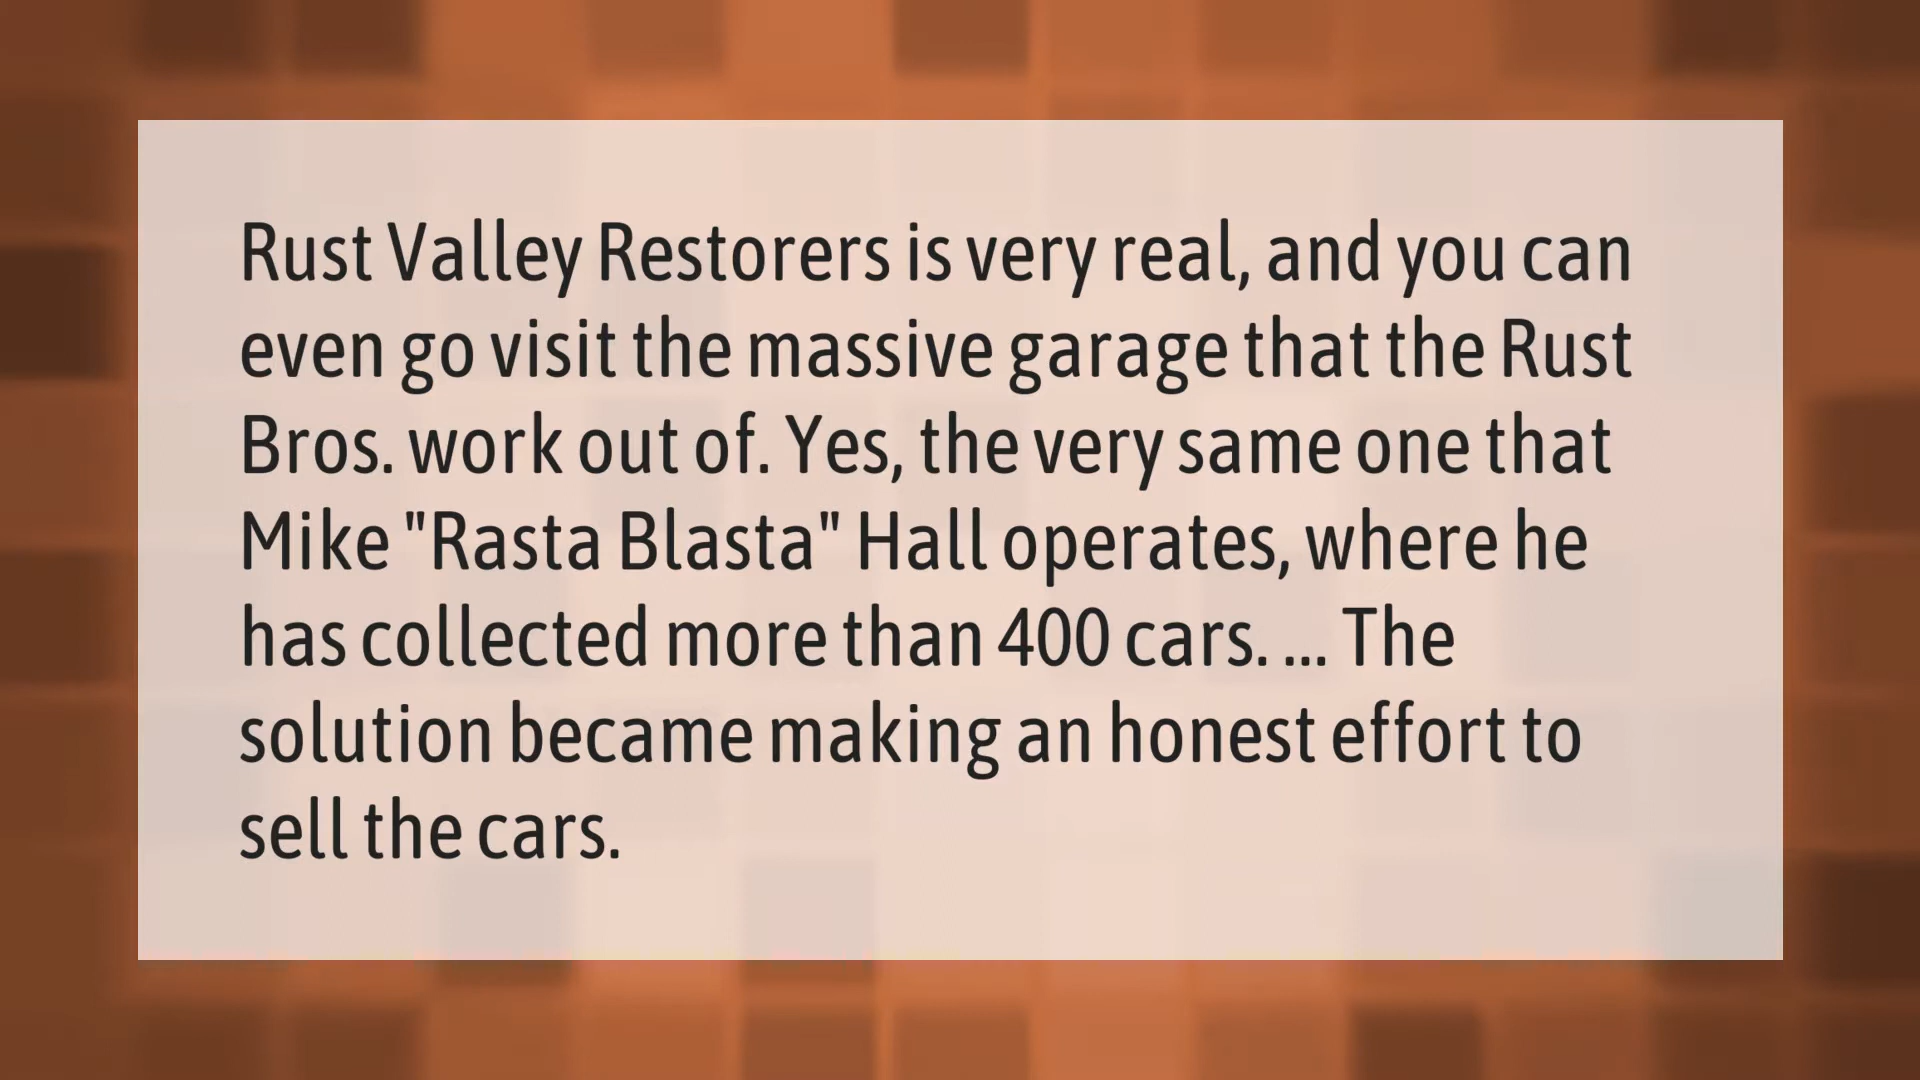 Rust Valley Restorers is very real, and you can
even go visit the massive garage that the Rust
Bros. work out of. Yes, the very same one that
Mike "Rasta Blasta" Hall operates, where he
has collected more than 400 cars. ... The
solution became making an honest effort to
sell the cars.